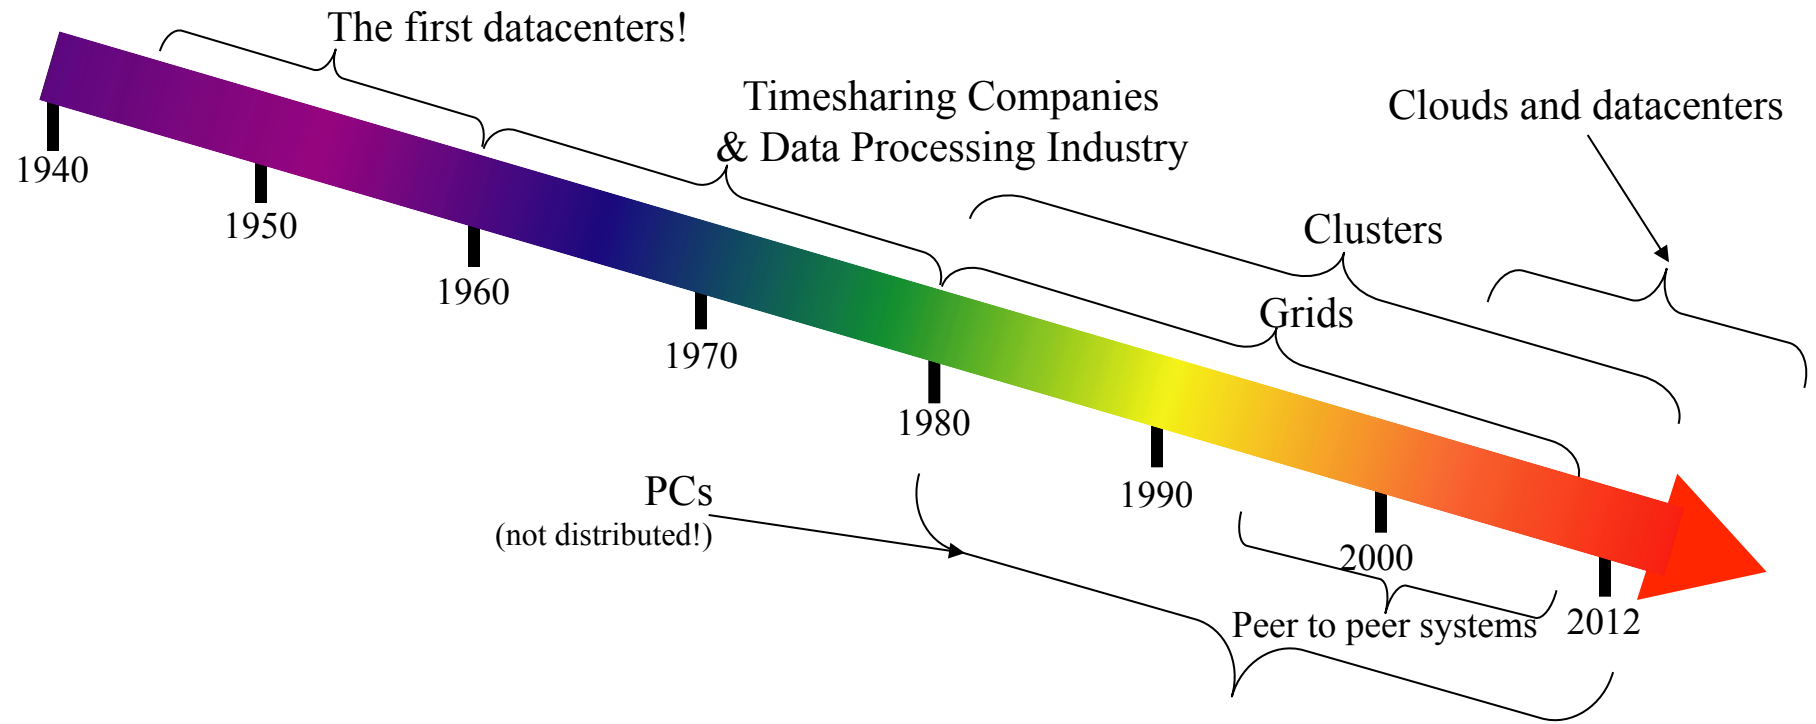 The first datacenters!
Timesharing Companies
& Data Processing Industry
Clouds and datacenters
Clusters
Grids
1940
1950
1960
1970
1980
1990
2000
2012
PCs
(not distributed!)
Peer to peer systems